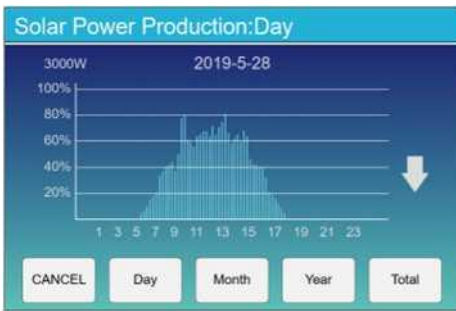 Solar Power Production:Day
3000W 2019-5-28
100%
80%
60%
40%
20%
1 3 5 7 9 11 13 15 17 19 21 23
CANCEL Day Month Year Total